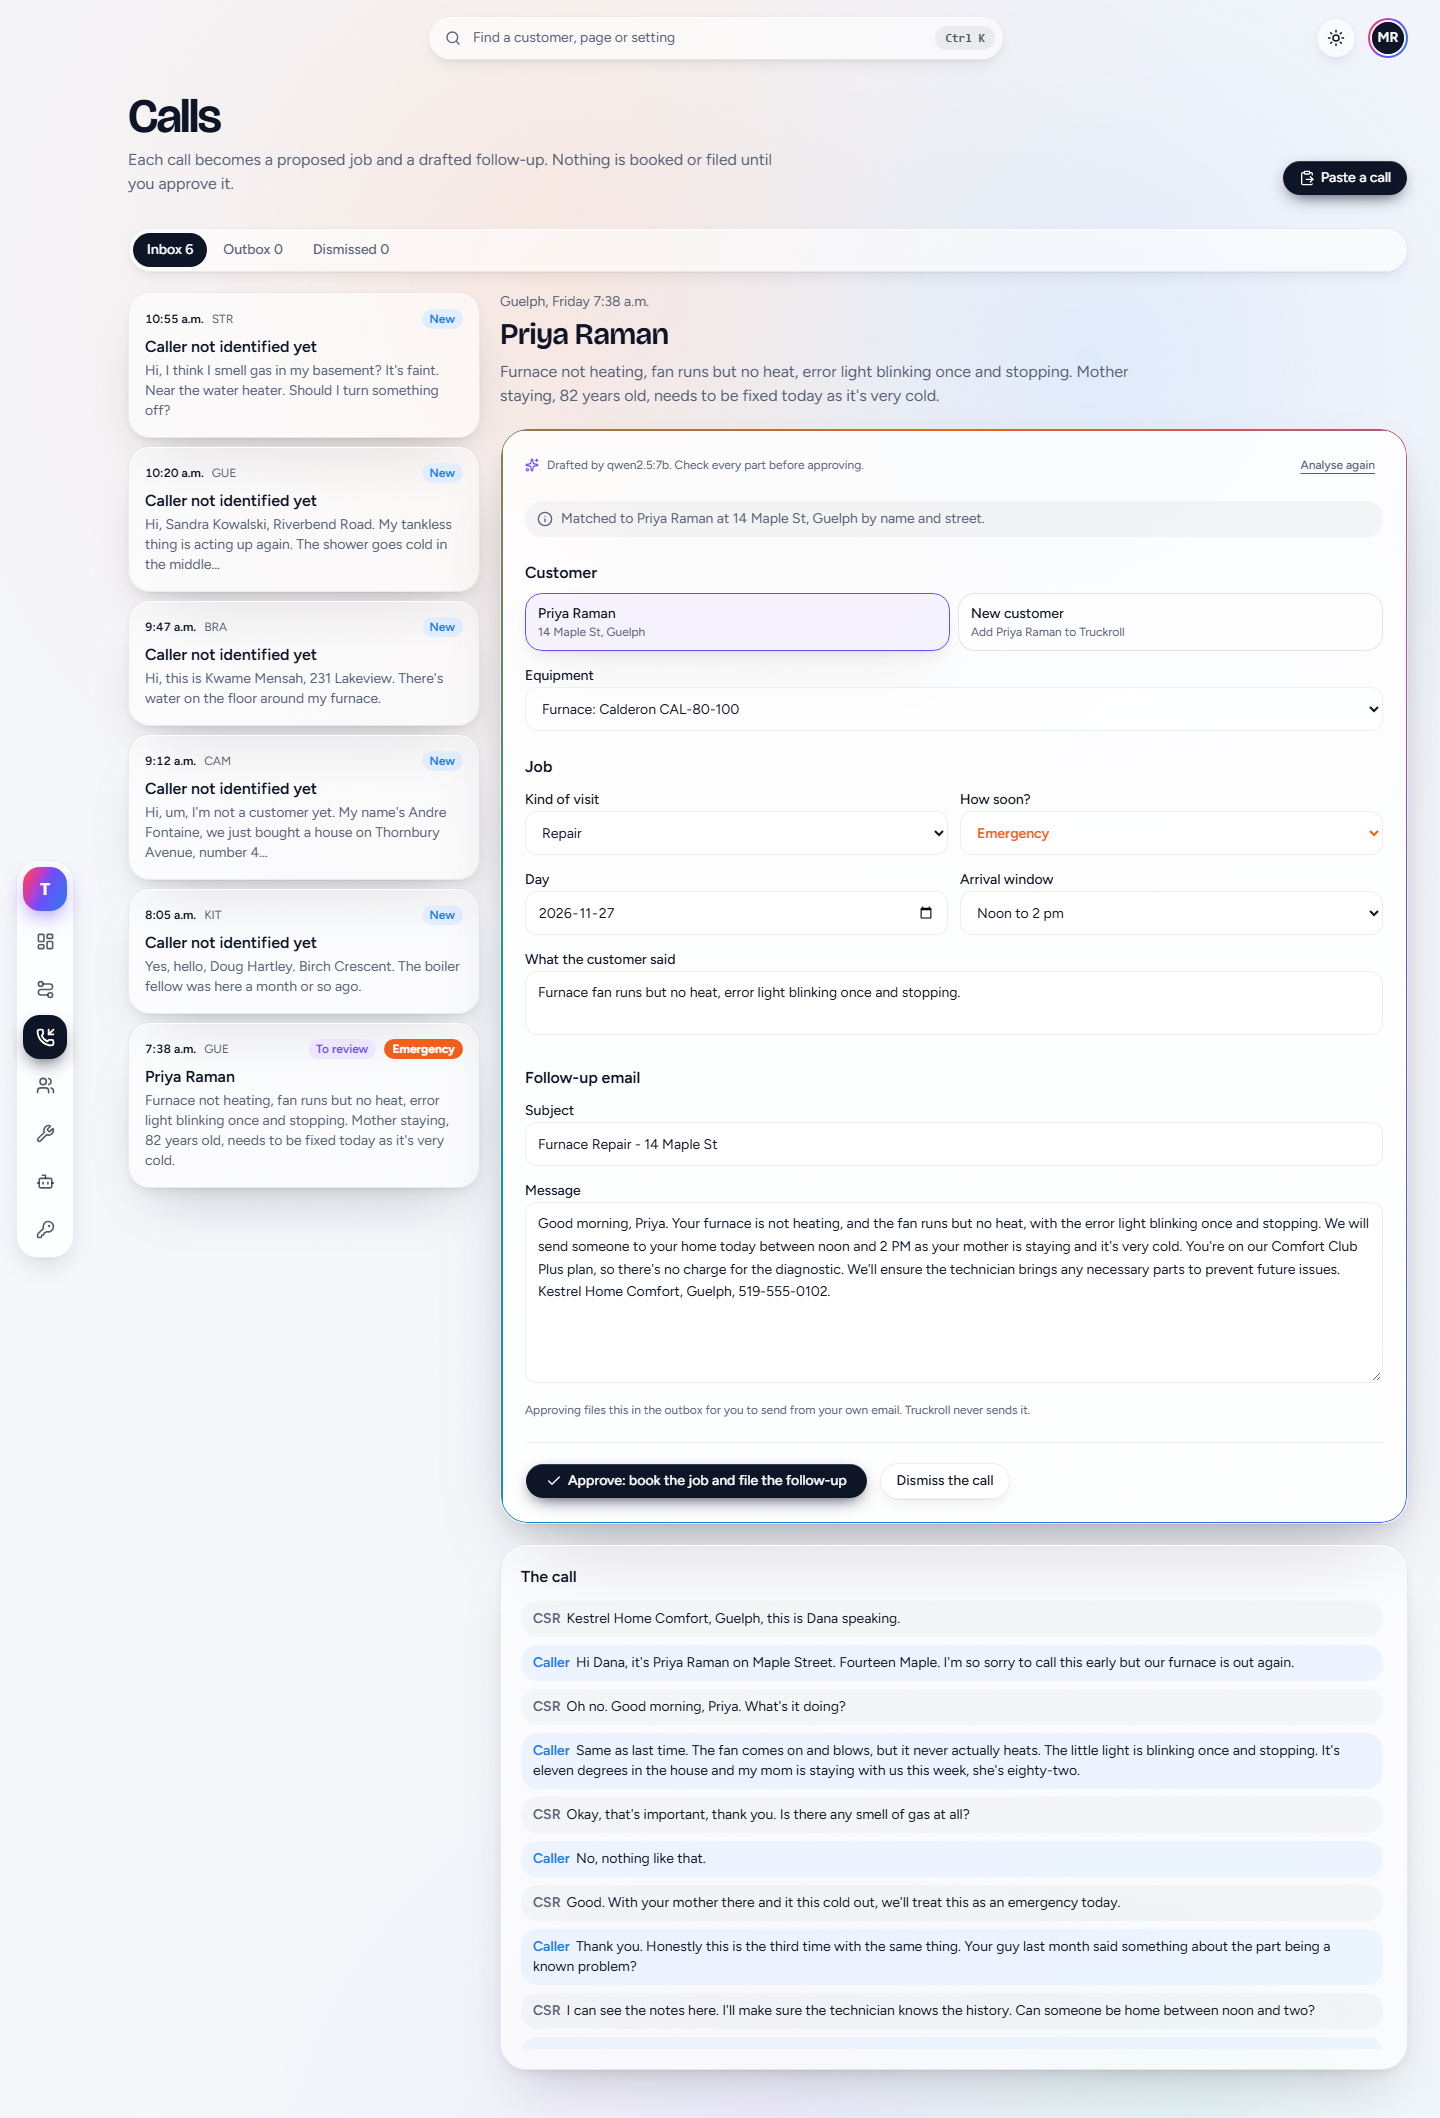 Find a customer, page or setting
Ctrl K
MR
Calls
Each call becomes a proposed job and a drafted follow-up. Nothing is booked or filed until
you approve it.
Paste a call
Inbox 6
Outbox 0
Dismissed 0
10:55 a.m. STR
New
Caller not identified yet
Hi, I think I smell gas in my basement? It's faint.
Near the water heater. Should I turn something
off?
10:20 a.m. GUE
New
Caller not identified yet
Hi, Sandra Kowalski, Riverbend Road. My tankless
thing is acting up again. The shower goes cold in
the middle...
9:47 a.m. BRA
New
Caller not identified yet
Hi, this is Kwame Mensah, 231 Lakeview. There's
water on the floor around my furnace.
9:12 a.m. CAM
New
Caller not identified yet
Hi, um, I'm not a customer yet. My name's Andre
Fontaine, we just bought a house on Thornbury
Avenue, number 4...
8:05 a.m. KIT
New
Caller not identified yet
Yes, hello, Doug Hartley. Birch Crescent. The boiler
fellow was here a month or so ago.
7:38 a.m. GUE
To review
Emergency
Priya Raman
Furnace not heating, fan runs but no heat, error
light blinking once and stopping. Mother staying,
82 years old, needs to be fixed today as it's very
cold.
T
Guelph, Friday 7:38 a.m.
Priya Raman
Furnace not heating, fan runs but no heat, error light blinking once and stopping. Mother
staying, 82 years old, needs to be fixed today as it's very cold.
Drafted by qwen2.5:7b. Check every part before approving.
Analyse again
Matched to Priya Raman at 14 Maple St, Guelph by name and street.
Customer
Priya Raman
14 Maple St, Guelph
New customer
Add Priya Raman to Truckroll
Equipment
Furnace: Calderon CAL-80-100
Job
Kind of visit
How soon?
Repair
Emergency
Day
Arrival window
2026-11-27
Noon to 2 pm
What the customer said
Furnace fan runs but no heat, error light blinking once and stopping.
Follow-up email
Subject
Furnace Repair - 14 Maple St
Message
Good morning, Priya. Your furnace is not heating, and the fan runs but no heat, with the error light blinking once and stopping. We will
send someone to your home today between noon and 2 PM as your mother is staying and it's very cold. You're on our Comfort Club
Plus plan, so there's no charge for the diagnostic. We'll ensure the technician brings any necessary parts to prevent future issues.
Kestrel Home Comfort, Guelph, 519-555-0102.
Approving files this in the outbox for you to send from your own email. Truckroll never sends it.
Approve: book the job and file the follow-up
Dismiss the call
The call
CSR Kestrel Home Comfort, Guelph, this is Dana speaking.
Caller Hi Dana, it's Priya Raman on Maple Street. Fourteen Maple. I'm so sorry to call this early but our furnace is out again.
CSR Oh no. Good morning, Priya. What's it doing?
Caller Same as last time. The fan comes on and blows, but it never actually heats. The little light is blinking once and stopping. It's
eleven degrees in the house and my mom is staying with us this week, she's eighty-two.
CSR Okay, that's important, thank you. Is there any smell of gas at all?
Caller No, nothing like that.
CSR Good. With your mother there and it this cold out, we'll treat this as an emergency today.
Caller Thank you. Honestly this is the third time with the same thing. Your guy last month said something about the part being a
known problem?
CSR I can see the notes here. I'll make sure the technician knows the history. Can someone be home between noon and two?